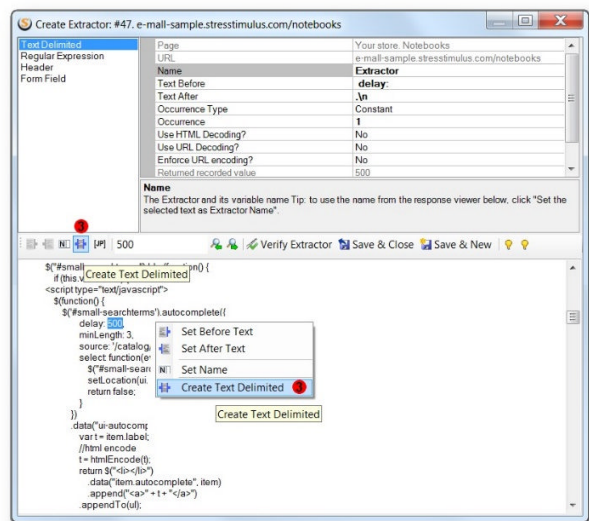 Create Extractor: #47. e-mall-sample.stresstimulus.com/notebooks
Text Delimited
Regular Expression
Header
Form Field
Page Your store. Notebooks
URL e-mall-sample.stresstimulus.com/notebooks
Name Extractor
Text Before delay:
Text After ,\n
Occurrence Type Constant
Occurrence 1
Use HTML Decoding? No
Use URL Decoding? No
Enforce URL encoding? No
Returned recorded value 500
Name
The Extractor and its variable name Tip: to use the name from the response viewer below, click "Set the
selected text as Extractor Name".
3
N 500 Verify Extractor Save & Close Save & New
$("#small
if (this.v
Create Text Delimited
<script type="text/javascript">
$(function() {
$('#small-searchterms').autocomplete({
delay: 500,
minLength: 3,
source: '/catalog/
select: function(ev
$("#small-sear
setLocation(ui.
return false;
}
})
Set Before Text
Set After Text
N Set Name
Create Text Delimited 3
Create Text Delimited
.data("ui-autocomp
var t = item.label;
//html encode
t = htmlEncode(t);
return $("<li></li>")
.data("item.autocomplete", item)
.append("<a>" + t + "</a>")
.appendTo(ul);